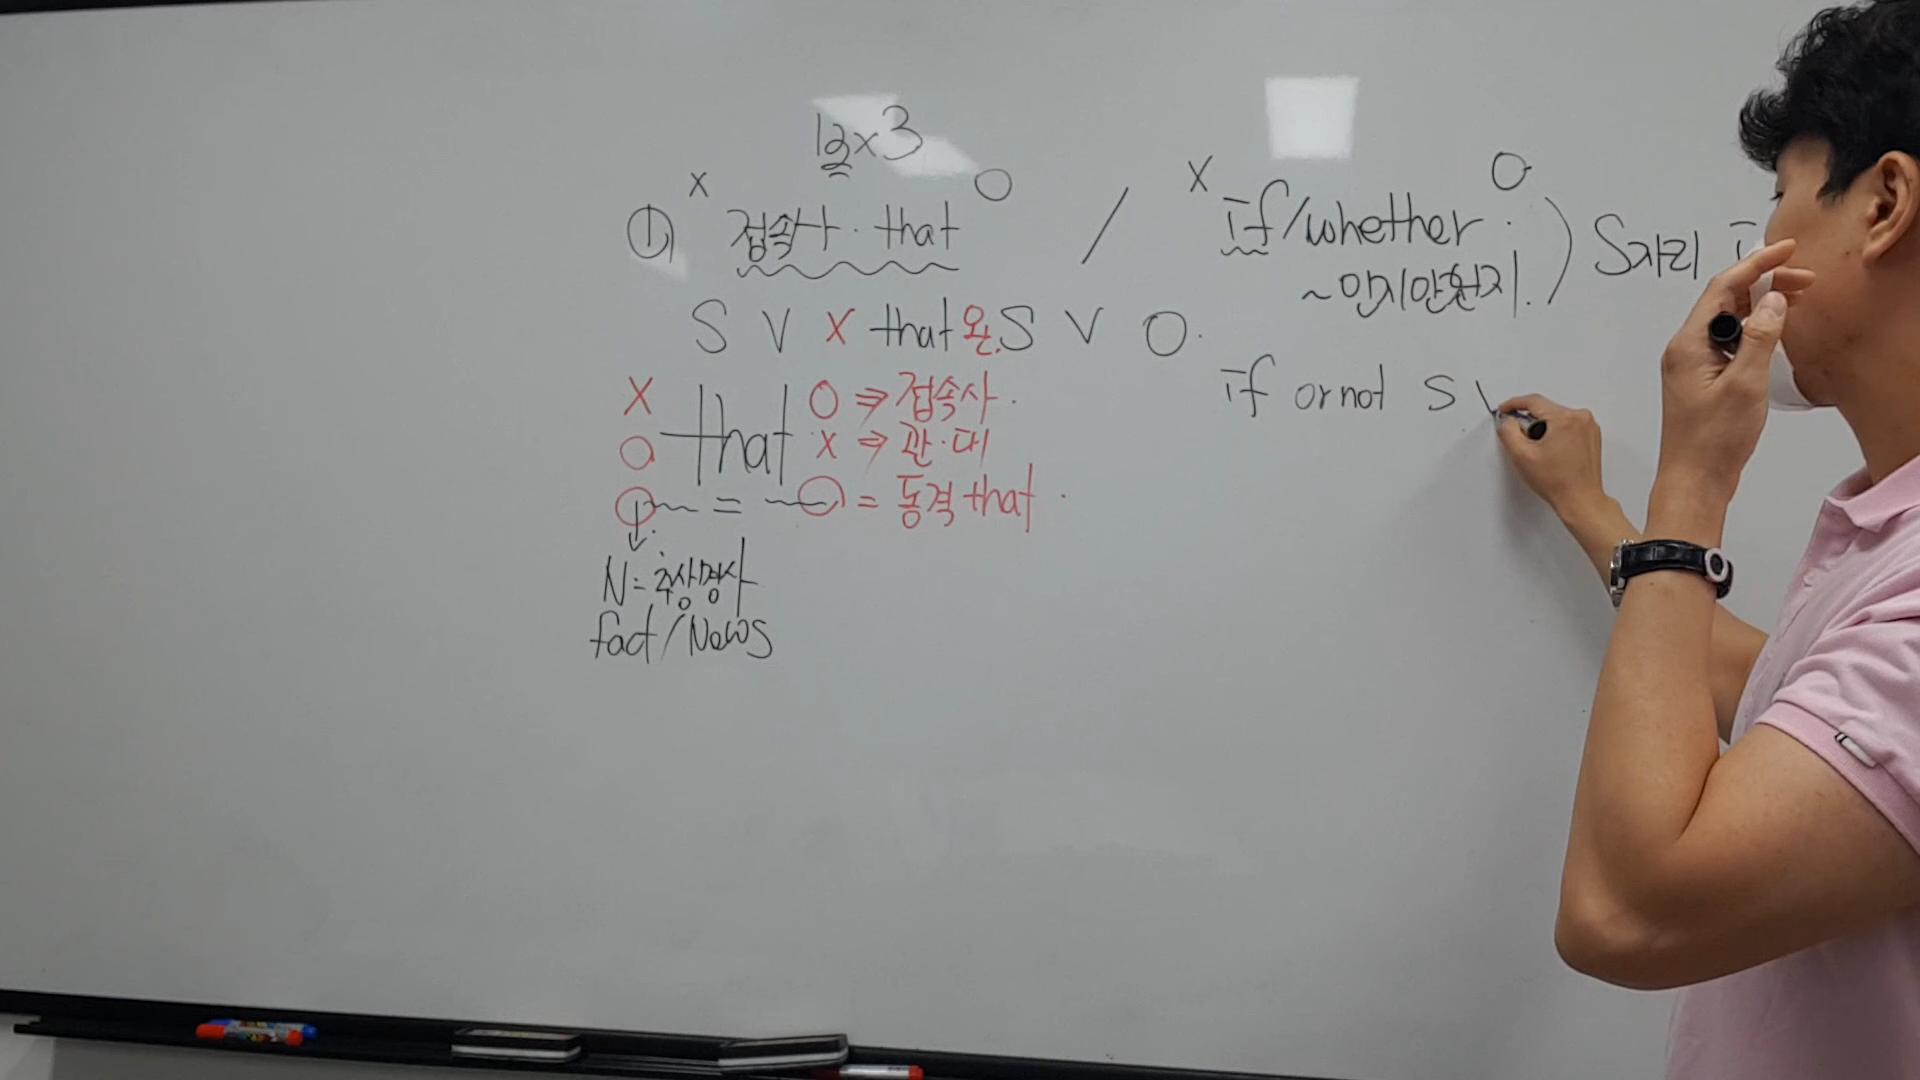 12x3
x O / x O
① 접속사. that / if/whether. ) S자리
~인지아닌지.
S V X that 완. S V O.
if or not S V
X that O ⇒ 접속사.
O X ⇒ 관·대
O ~ = ~ O = 동격 that.
N = 추상명사
fact/News